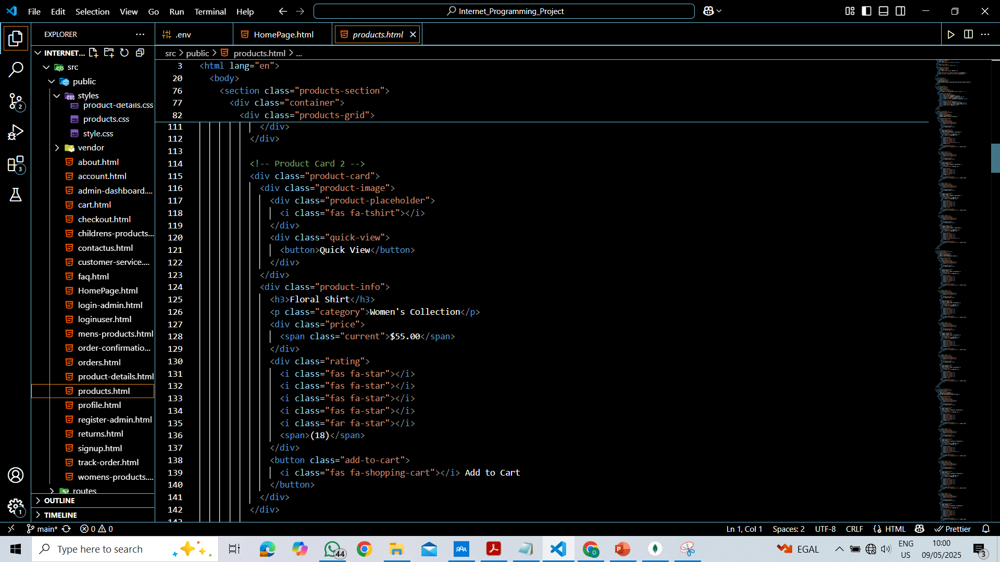 File Edit Selection View Go Run Terminal Help
Internet_Programming_Project
EXPLORER
.env
HomePage.html
products.html
INTERNET...
src > public > products.html > ...
src
public
styles
product-details.css
products.css
style.css
vendor
about.html
account.html
admin-dashboard....
cart.html
checkout.html
childrens-products...
contactus.html
customer-service....
faq.html
HomePage.html
login-admin.html
loginuser.html
mens-products.html
order-confirmatio...
orders.html
product-details.html
products.html
profile.html
register-admin.html
returns.html
signup.html
track-order.html
womens-products....
routes
OUTLINE
TIMELINE
3 <html lang="en">
20 <body>
76 <section class="products-section">
77 <div class="container">
82 <div class="products-grid">
111 </div>
112 </div>
113
114 <!-- Product Card 2 -->
115 <div class="product-card">
116 <div class="product-image">
117 <div class="product-placeholder">
118 <i class="fas fa-tshirt"></i>
119 </div>
120 <div class="quick-view">
121 <button>Quick View</button>
122 </div>
123 </div>
124 <div class="product-info">
125 <h3>Floral Shirt</h3>
126 <p class="category">Women's Collection</p>
127 <div class="price">
128 <span class="current">$55.00</span>
129 </div>
130 <div class="rating">
131 <i class="fas fa-star"></i>
132 <i class="fas fa-star"></i>
133 <i class="fas fa-star"></i>
134 <i class="fas fa-star"></i>
135 <i class="far fa-star"></i>
136 <span>(18)</span>
137 </div>
138 <button class="add-to-cart">
139 <i class="fas fa-shopping-cart"></i> Add to Cart
140 </button>
141 </div>
142 </div>
2
3
1
main* 0 0
Ln 1, Col 1 Spaces: 2 UTF-8 CRLF HTML Prettier
Type here to search
44
EGAL
ENG
US
10:00
09/05/2025
3